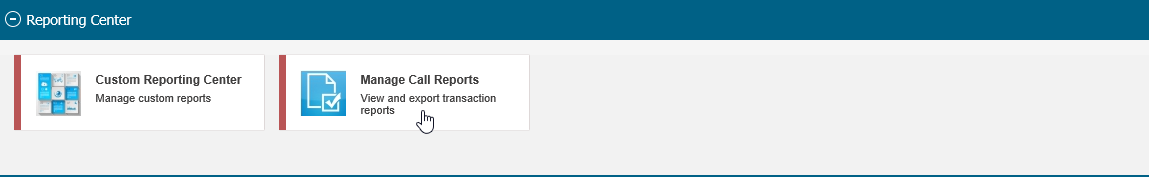 Reporting Center
Custom Reporting Center
Manage custom reports
Manage Call Reports
View and export transaction
reports